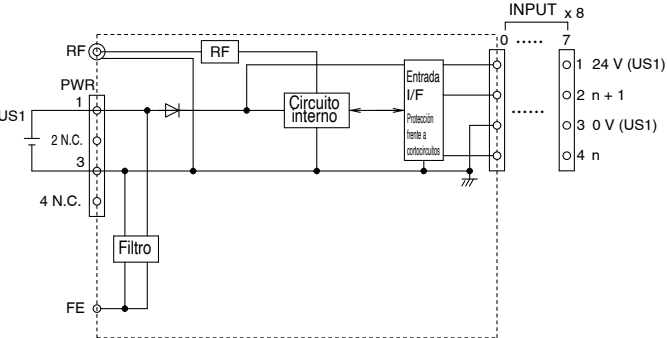 INPUT x 8
0 ..... 7
RF
RF
PWR
1
US1
2 N.C.
3
4 N.C.
Circuito
interno
Entrada
I/F
Protección
frente a
cortocircuitos
......
1 24 V (US1)
2 n + 1
3 0 V (US1)
4 n
Filtro
FE